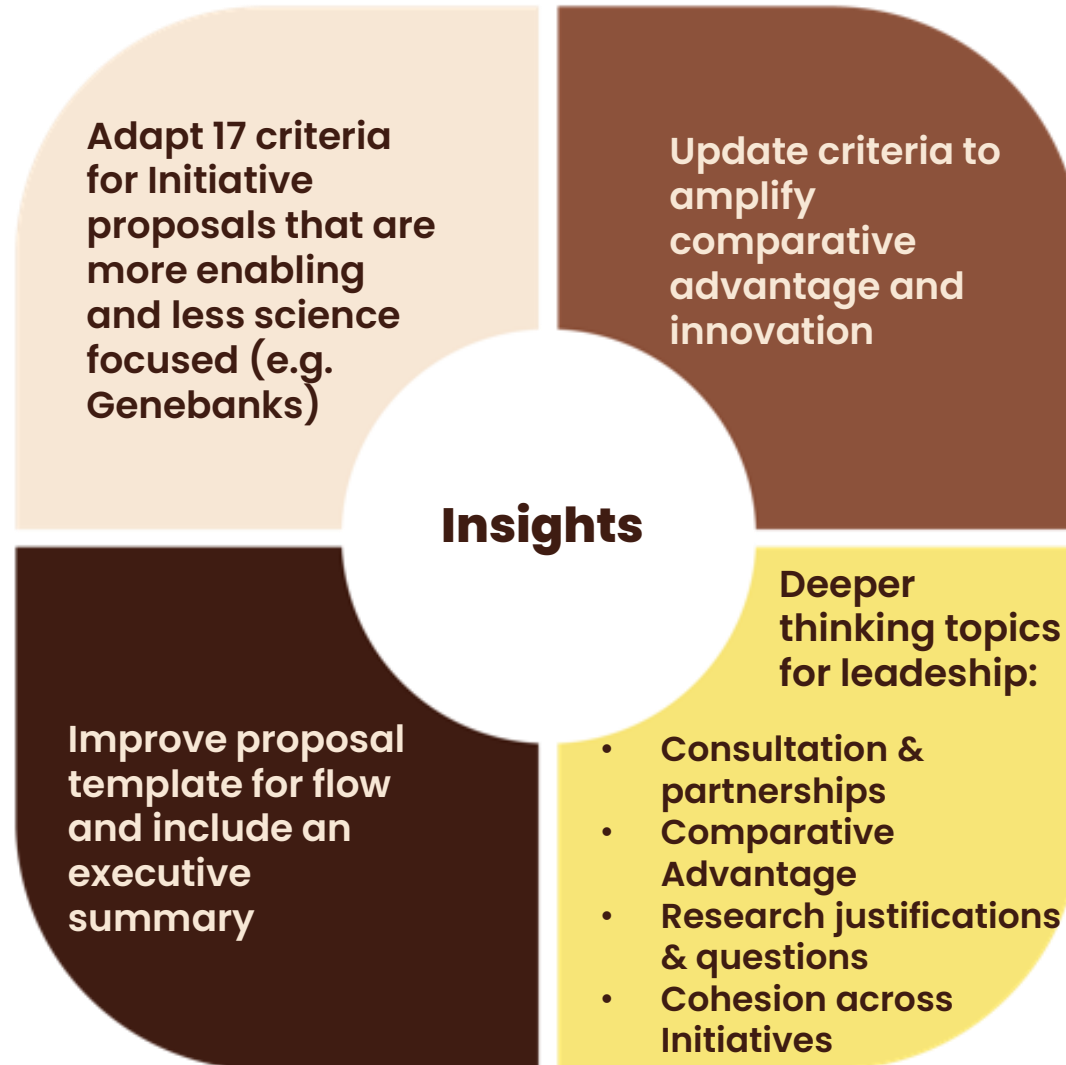 Adapt 17 criteria
for Initiative
proposals that are
more enabling
and less science
focused (e.g.
Genebanks)
Update criteria to
amplify
comparative
advantage and
innovation
Insights
Improve proposal
template for flow
and include an
executive
summary
Deeper
thinking topics
for leadeship:
• Consultation &
partnerships
• Comparative
Advantage
• Research justifications
& questions
• Cohesion across
Initiatives